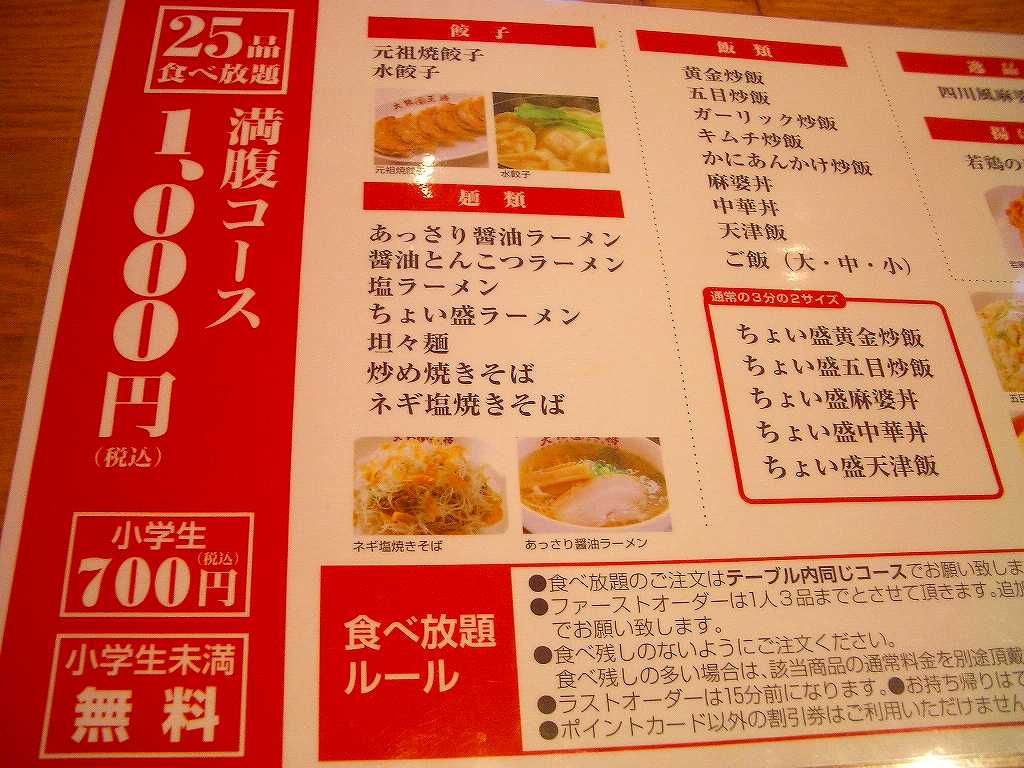 25品
食べ放題
満腹コース
1,000円
(税込)
小学生
(税込)
700円
小学生未満
無料
餃子
元祖焼餃子
水餃子
元祖焼餃子
水餃子
麺類
あっさり醤油ラーメン
醤油とんこつラーメン
塩ラーメン
ちょい盛ラーメン
坦々麺
炒め焼きそば
ネギ塩焼きそば
ネギ塩焼きそば
あっさり醤油ラーメン
飯類
黄金炒飯
五目炒飯
ガーリック炒飯
キムチ炒飯
かにあんかけ炒飯
麻婆丼
中華丼
天津飯
ご飯(大・中・小)
通常の3分の2サイズ
ちょい盛黄金炒飯
ちょい盛五目炒飯
ちょい盛麻婆丼
ちょい盛中華丼
ちょい盛天津飯
逸品
四川風麻婆
揚
若鶏の
五目
食べ放題
ルール
●食べ放題のご注文はテーブル内同じコースでお願い致しま
●ファーストオーダーは1人3品までとさせて頂きます。追加
でお願い致します。
●食べ残しのないようにご注文ください。
食べ残しの多い場合は、該当商品の通常料金を別途頂戴
●ラストオーダーは15分前になります。●お持ち帰りはで
●ポイントカード以外の割引券はご利用いただけません